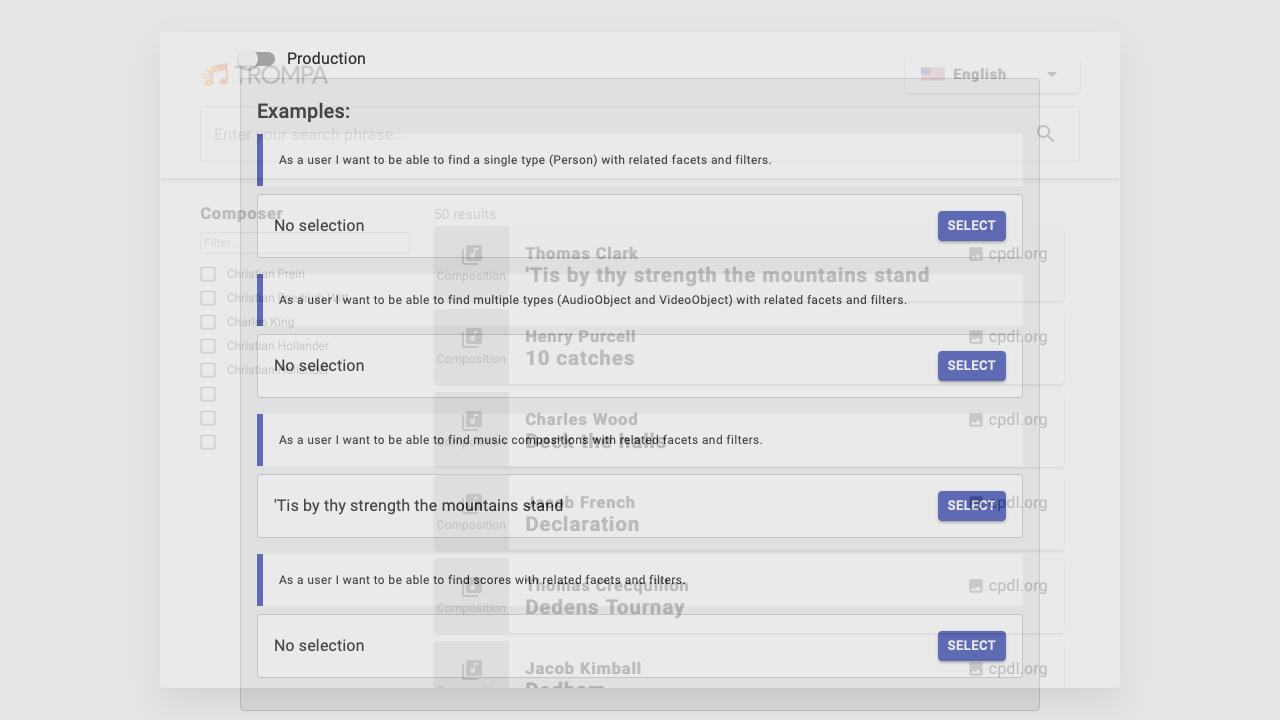 Production
TROMPA
English
Examples:
Enter your search phrase...
As a user I want to be able to find a single type (Person) with related facets and filters.
No selection
SELECT
As a user I want to be able to find multiple types (AudioObject and VideoObject) with related facets and filters.
No selection
SELECT
As a user I want to be able to find music compositions with related facets and filters.
'Tis by thy strength the mountains stand
SELECT
As a user I want to be able to find scores with related facets and filters.
No selection
SELECT
Composer
Filter...
Christian Prein
Christian
Charles King
Christian Hollander
Christian
50 results
Composition
Thomas Clark
'Tis by thy strength the mountains stand
cpdl.org
Composition
Henry Purcell
10 catches
cpdl.org
Charles Wood
Deck the halls
cpdl.org
Composition
Jacob French
Declaration
cpdl.org
Composition
Thomas Crecquillon
Dedens Tournay
cpdl.org
Jacob Kimball
Dedham
cpdl.org